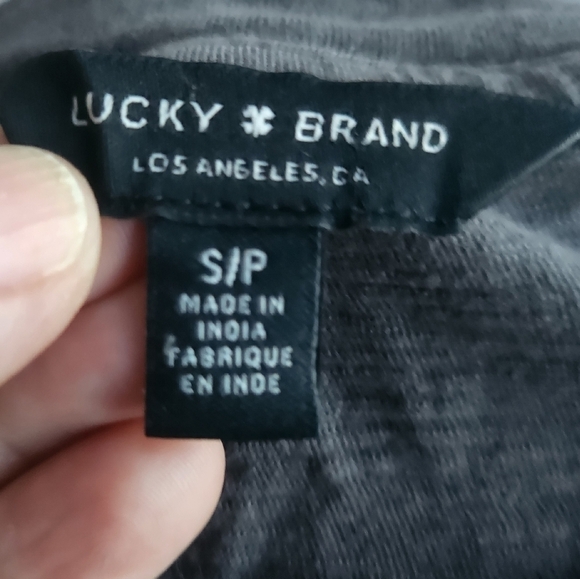 LUCKY BRAND
LOS ANGELES, CA
S/P
MADE IN
INDIA
FABRIQUE
EN INDE